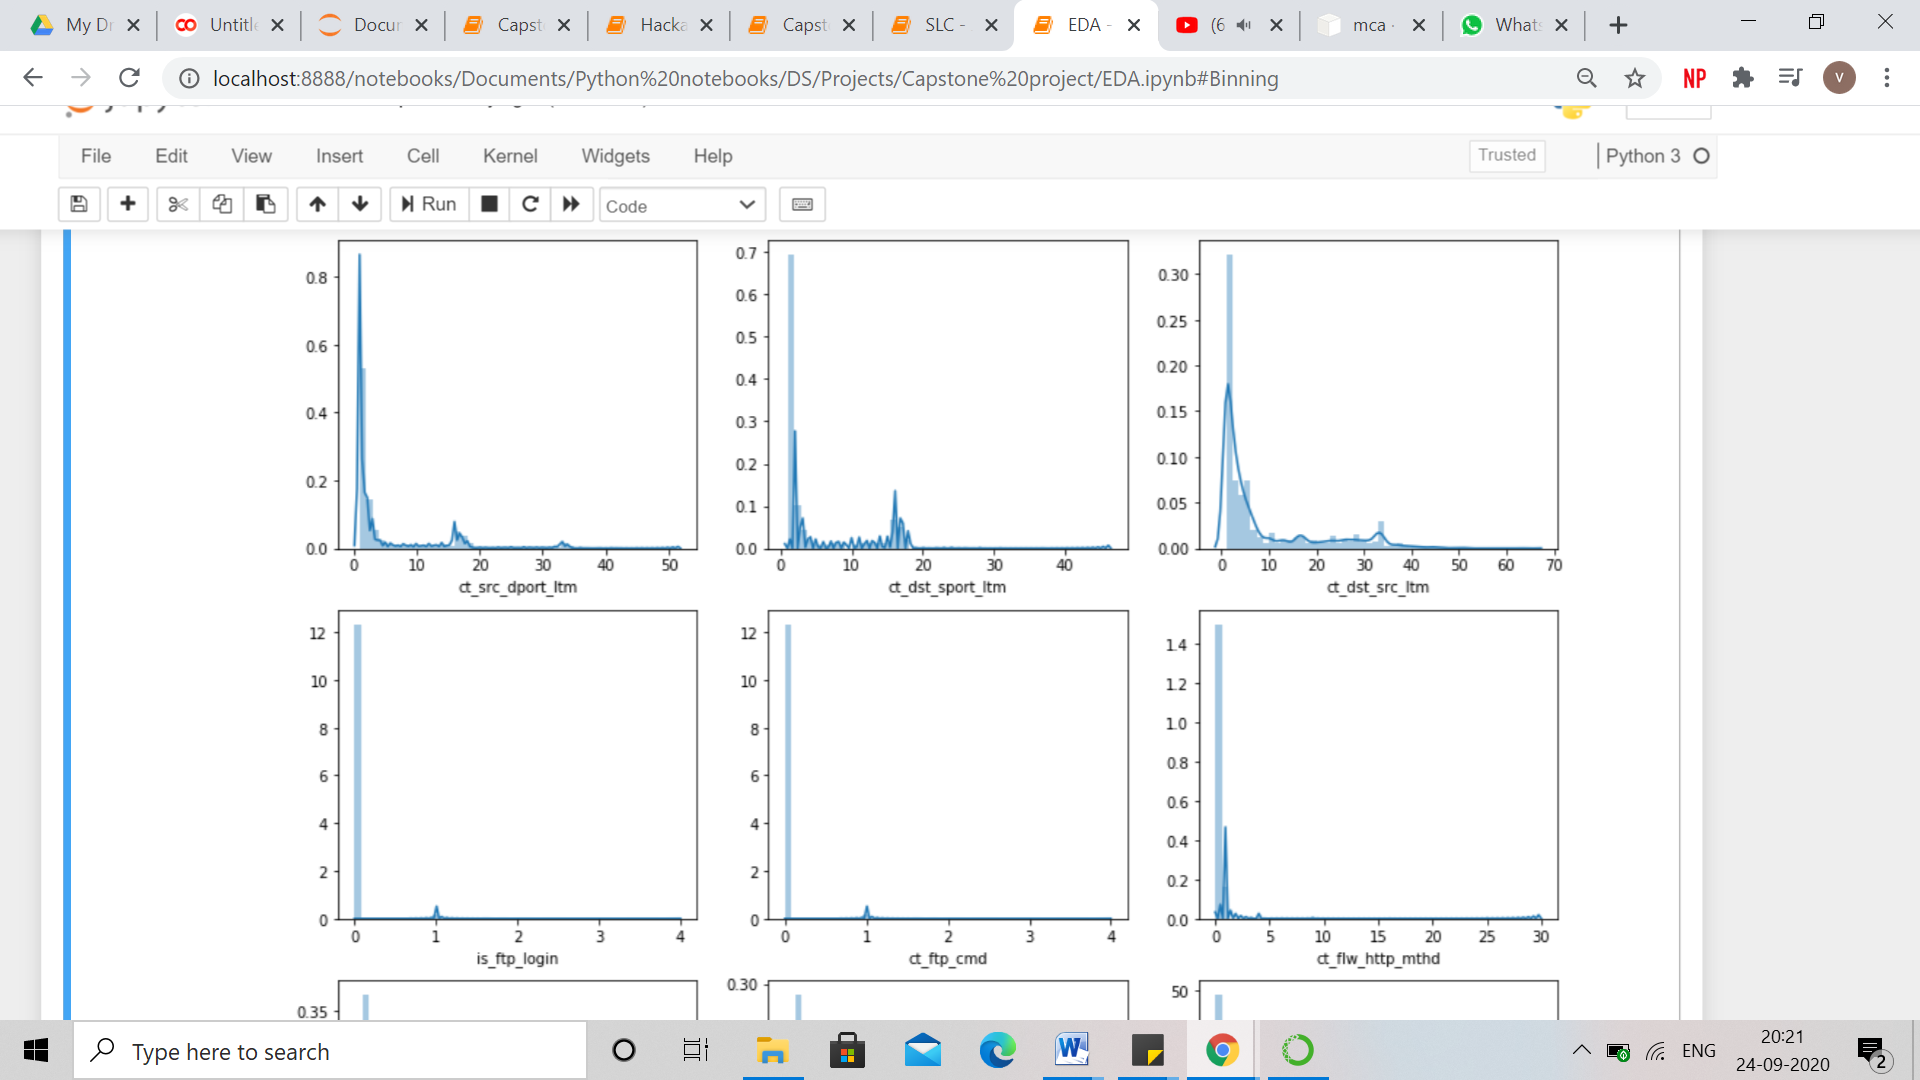 My Dr
Untitle
Docur
Capst
Hacka
Capst
SLC -
EDA -
(6
mca -
What
localhost:8888/notebooks/Documents/Python%20notebooks/DS/Projects/Capstone%20project/EDA.ipynb#Binning
NP
V
File Edit View Insert Cell Kernel Widgets Help
Trusted
Python 3
Run
Code
0.8
0.6
0.4
0.2
0.0
0 10 20 30 40 50
ct_src_dport_ltm
0.7
0.6
0.5
0.4
0.3
0.2
0.1
0.0
0 10 20 30 40
ct_dst_sport_ltm
0.30
0.25
0.20
0.15
0.10
0.05
0.00
0 10 20 30 40 50 60 70
ct_dst_src_ltm
12
10
8
6
4
2
0
0 1 2 3 4
is_ftp_login
12
10
8
6
4
2
0
0 1 2 3 4
ct_ftp_cmd
1.4
1.2
1.0
0.8
0.6
0.4
0.2
0.0
0 5 10 15 20 25 30
ct_flw_http_mthd
0.35
0.30
50
Type here to search
W
ENG
20:21
24-09-2020
2